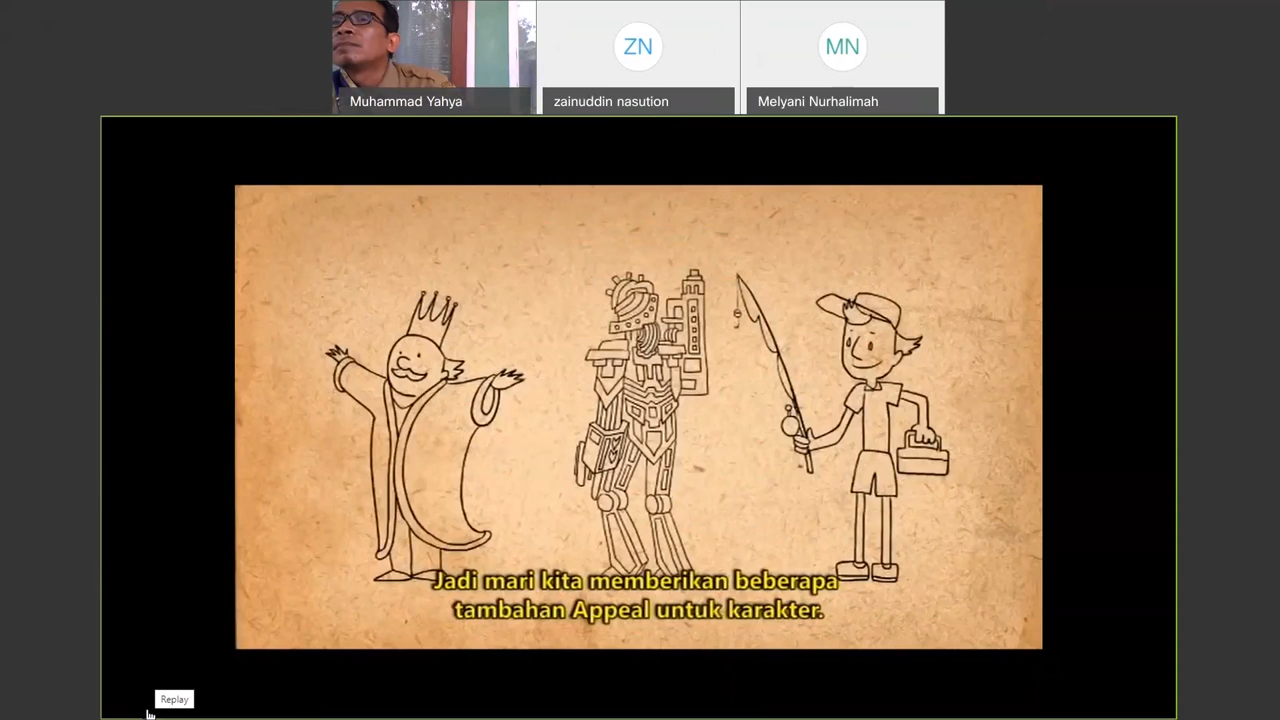 ZN
MN
Muhammad Yahya
zainuddin nasution
Melyani Nurhalimah
Jadi mari kita memberikan beberapa
tambahan Appeal untuk karakter.
Replay